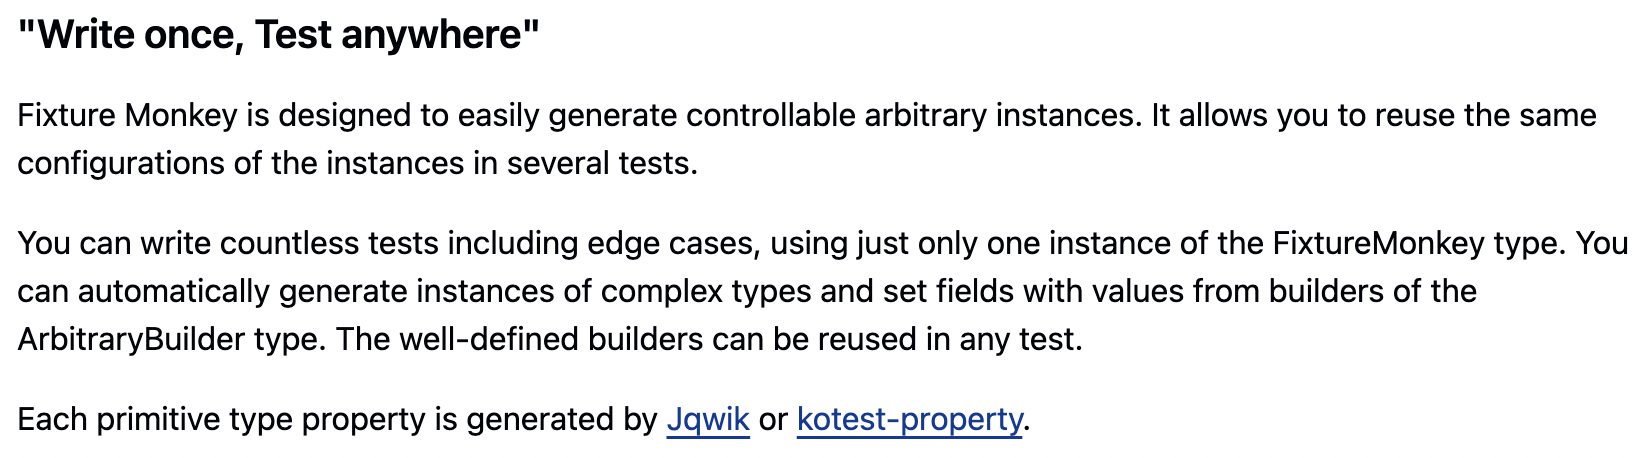 "Write once, Test anywhere"
Fixture Monkey is designed to easily generate controllable arbitrary instances. It allows you to reuse the same
configurations of the instances in several tests.
You can write countless tests including edge cases, using just only one instance of the FixtureMonkey type. You
can automatically generate instances of complex types and set fields with values from builders of the
ArbitraryBuilder type. The well-defined builders can be reused in any test.
Each primitive type property is generated by Jqwik or kotest-property.